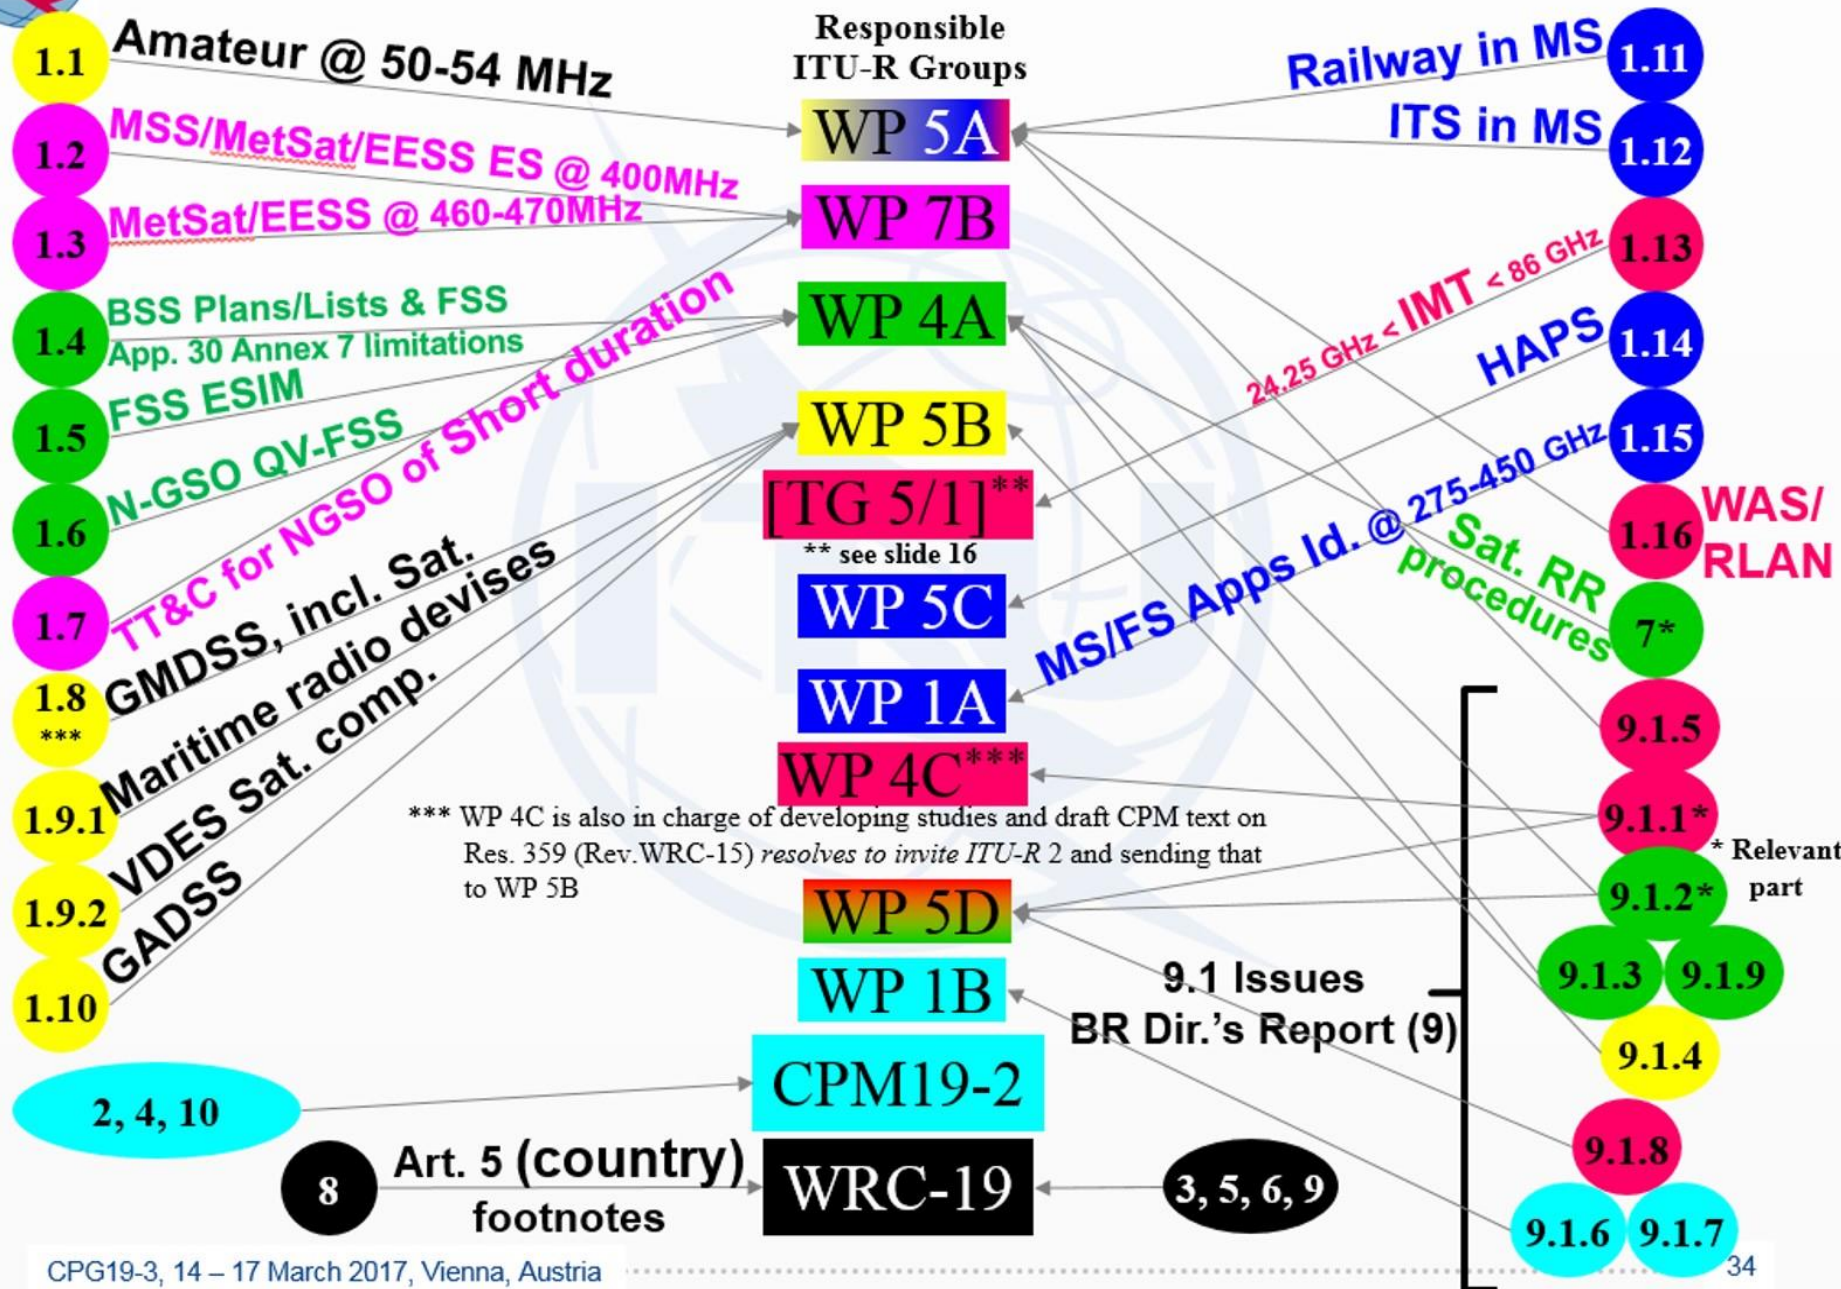 Responsible
ITU-R Groups
1.1
Amateur @ 50-54 MHz
1.2
MSS/MetSat/EESS ES @ 400MHz
1.3
MetSat/EESS @ 460-470MHz
1.4
BSS Plans/Lists & FSS
App. 30 Annex 7 limitations
1.5
FSS ESIM
1.6
N-GSO QV-FSS
1.7
TT&C for NGSO of Short duration
1.8
***
GMDSS, incl. Sat.
1.9.1
Maritime radio devises
1.9.2
VDES Sat. comp.
1.10
GADSS
2, 4, 10
8
Art. 5 (country)
footnotes
WP 5A
WP 7B
WP 4A
WP 5B
[TG 5/1]**
** see slide 16
WP 5C
WP 1A
WP 4C***
*** WP 4C is also in charge of developing studies and draft CPM text on
Res. 359 (Rev.WRC-15) resolves to invite ITU-R 2 and sending that
to WP 5B
WP 5D
WP 1B
CPM19-2
WRC-19
ITU
Railway in MS
1.11
ITS in MS
1.12
24.25 GHz < IMT < 86 GHz
1.13
HAPS
1.14
MS/FS Apps Id. @ 275-450 GHz
1.15
1.16
WAS/
RLAN
Sat. RR
procedures
7*
9.1.5
9.1.1*
* Relevant
part
9.1.2*
9.1.3
9.1.9
9.1.4
9.1.8
9.1.6
9.1.7
9.1 Issues
BR Dir.'s Report (9)
3, 5, 6, 9
CPG19-3, 14 – 17 March 2017, Vienna, Austria
34